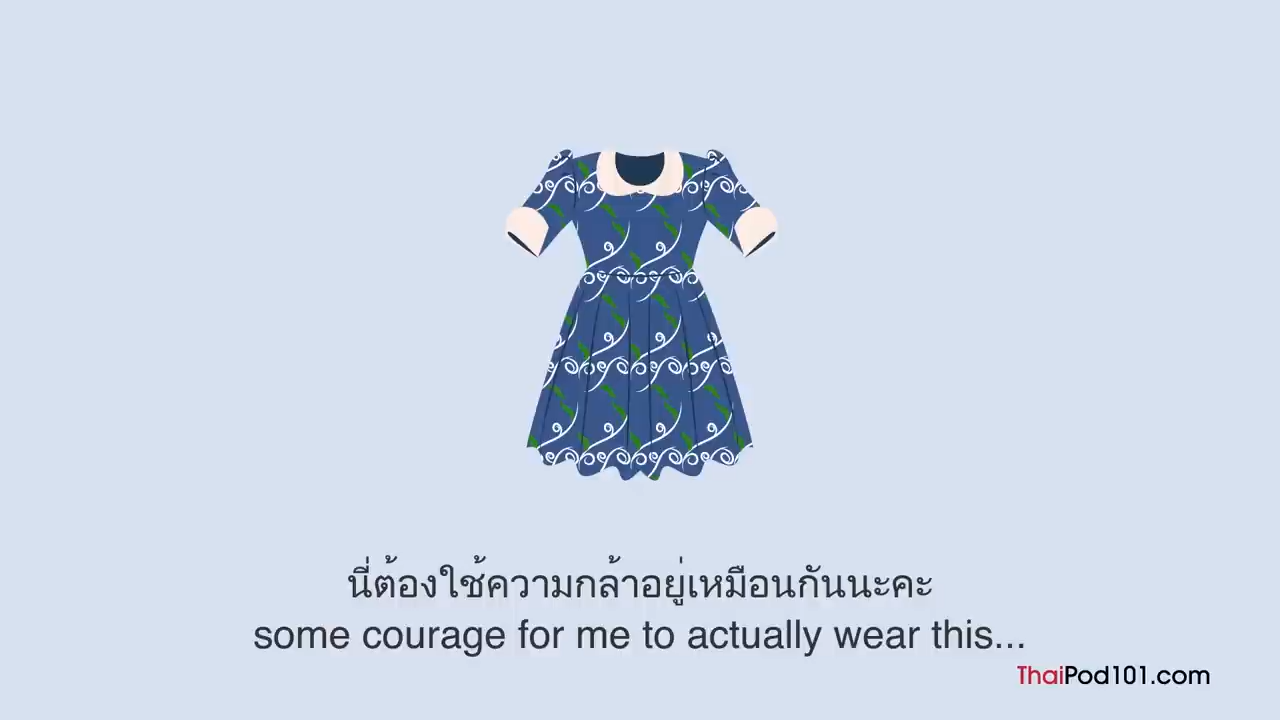 นี่ต้องใช้ความกล้าอยู่เหมือนกันนะคะ
some courage for me to actually wear this...
ThaiPod101.com